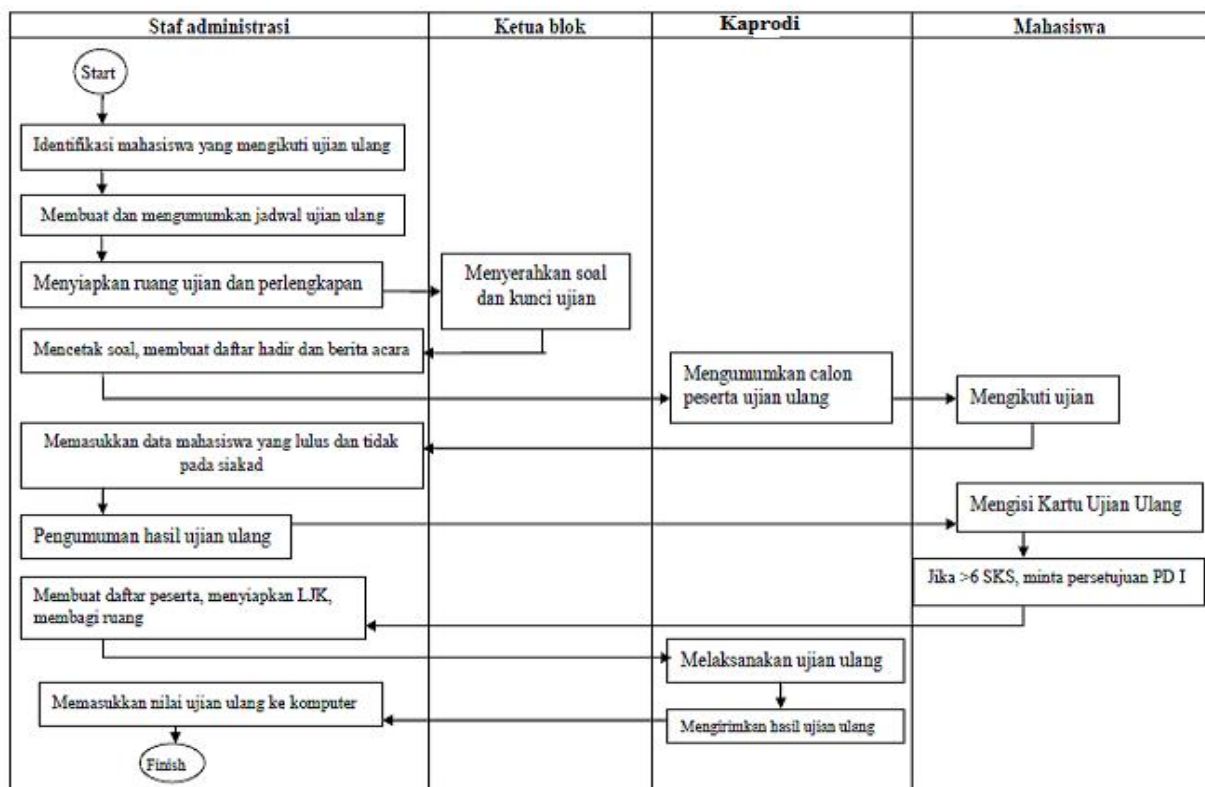 Staf administrasi
Ketua blok
Kaprodi
Mahasiswa
Start
Identifikasi mahasiswa yang mengikuti ujian ulang
Membuat dan mengumumkan jadwal ujian ulang
Menyiapkan ruang ujian dan perlengkapan
Menyerahkan soal
dan kunci ujian
Mencetak soal, membuat daftar hadir dan berita acara
Mengumumkan calon
peserta ujian ulang
Mengikuti ujian
Memasukkan data mahasiswa yang lulus dan tidak
pada siakad
Pengumuman hasil ujian ulang
Mengisi Kartu Ujian Ulang
Jika >6 SKS, minta persetujuan PD I
Membuat daftar peserta, menyiapkan LJK,
membagi ruang
Melaksanakan ujian ulang
Mengirimkan hasil ujian ulang
Memasukkan nilai ujian ulang ke komputer
Finish